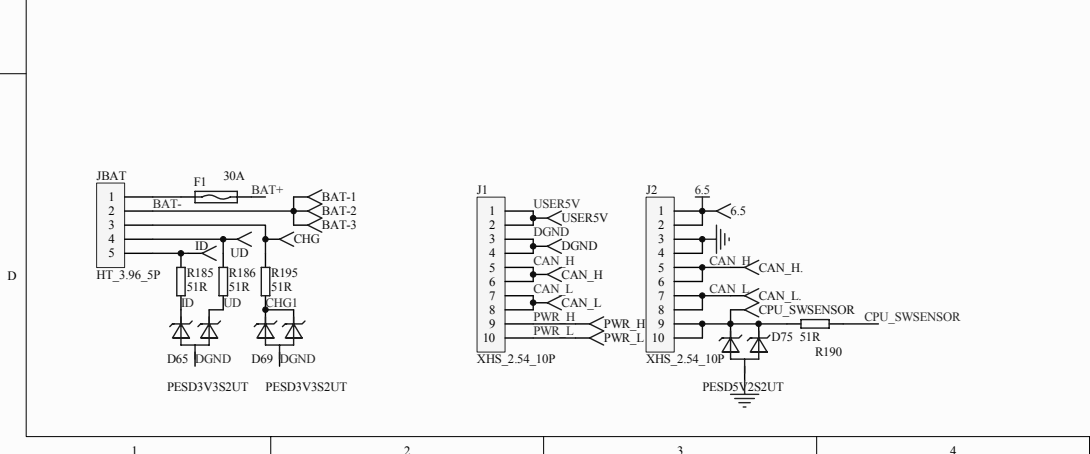 JBAT
F1 30A
1 BAT+
BAT-1
BAT-
2 BAT-2
3 BAT-3
4 CHG
ID UD
5
HT_3.96_5P
R185 R186 R195
51R 51R 51R
ID UD CHG1
D65 DGND D69 DGND
PESD3V3S2UT PESD3V3S2UT
J1
USER5V
1 USER5V
2
DGND
3 DGND
4
CAN_H
5 CAN_H
6
CAN_L
7 CAN_L
8
PWR_H
9 PWR_H
PWR_L
10 PWR_L
XHS_2.54_10P
J2 6.5
1 6.5
2
3
4
CAN_H
5 CAN_H.
6
CAN_L
7 CAN_L.
8 CPU_SWSENSOR
9 CPU_SWSENSOR
10
D75 51R
R190
XHS_2.54_10P
PESD5V2S2UT
D
1 2 3 4